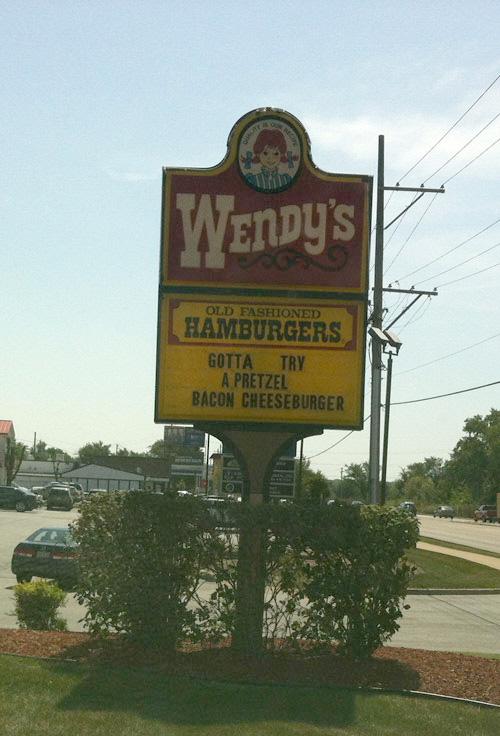 QUALITY IS OUR RECIPE
WENDY'S
OLD FASHIONED
HAMBURGERS
GOTTA TRY
A PRETZEL
BACON CHEESEBURGER